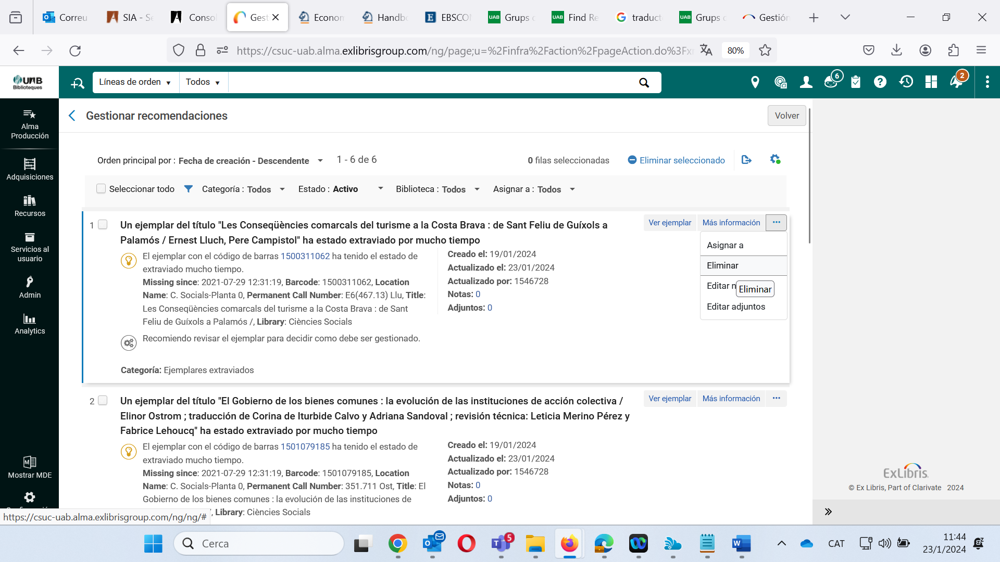 Correu
SIA - Se
Consol
Gest
Econom
Handbo
EBSCON
UAB Grups d
UAB Find Re
traducto
UAB Grups d
Gestión
https://csuc-uab.alma.exlibrisgroup.com/ng/page;u=%2Finfra%2Faction%2FpageAction.do%3Fx
80%
UAB
Biblioteques
Líneas de orden
Todos
6
2
Alma
Producción
Adquisiciones
Recursos
Servicios al
usuario
Admin
Analytics
Mostrar MDE
Gestionar recomendaciones
Volver
Orden principal por : Fecha de creación - Descendente
1 - 6 de 6
0 filas seleccionadas
Eliminar seleccionado
Seleccionar todo
Categoría : Todos
Estado : Activo
Biblioteca : Todos
Asignar a : Todos
1
Un ejemplar del título "Les Conseqüències comarcals del turisme a la Costa Brava : de Sant Feliu de Guíxols a
Palamós / Ernest Lluch, Pere Campistol" ha estado extraviado por mucho tiempo
Ver ejemplar
Más información
Asignar a
Eliminar
Editar n
Eliminar
Editar adjuntos
El ejemplar con el código de barras 1500311062 ha tenido el estado de
extraviado mucho tiempo.
Missing since: 2021-07-29 12:31:19, Barcode: 1500311062, Location
Name: C. Socials-Planta 0, Permanent Call Number: E6(467.13) Llu, Title:
Les Conseqüències comarcals del turisme a la Costa Brava : de Sant
Feliu de Guíxols a Palamós /, Library: Ciències Socials
Creado el: 19/01/2024
Actualizado el: 23/01/2024
Actualizado por: 1546728
Notas: 0
Adjuntos: 0
Recomiendo revisar el ejemplar para decidir como debe ser gestionado.
Categoría: Ejemplares extraviados
2
Un ejemplar del título "El Gobierno de los bienes comunes : la evolución de las instituciones de acción colectiva /
Elinor Ostrom ; traducción de Corina de Iturbide Calvo y Adriana Sandoval ; revisión técnica: Leticia Merino Pérez y
Fabrice Lehoucq" ha estado extraviado por mucho tiempo
Ver ejemplar
Más información
El ejemplar con el código de barras 1501079185 ha tenido el estado de
extraviado mucho tiempo.
Missing since: 2021-07-29 12:31:19, Barcode: 1501079185, Location
Name: C. Socials-Planta 0, Permanent Call Number: 351.711 Ost, Title: El
Gobierno de los bienes comunes : la evolución de las instituciones de
/, Library: Ciències Socials
Creado el: 19/01/2024
Actualizado el: 23/01/2024
Actualizado por: 1546728
Notas: 0
Adjuntos: 0
ExLibris
© Ex Libris, Part of Clarivate 2024
https://csuc-uab.alma.exlibrisgroup.com/ng/ng/#
Cerca
5
CAT
11:44
23/1/2024